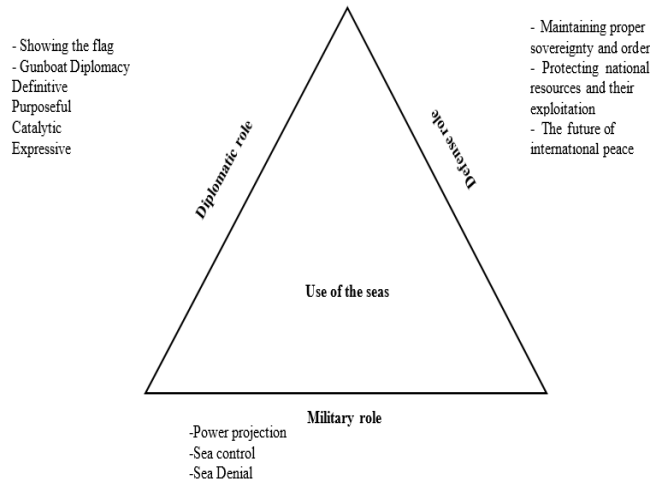 - Showing the flag
- Gunboat Diplomacy
Definitive
Purposeful
Catalytic
Expressive
Diplomatic role
Defense role
- Maintaining proper
sovereignty and order
- Protecting national
resources and their
exploitation
- The future of
international peace
Use of the seas
Military role
-Power projection
-Sea control
-Sea Denial